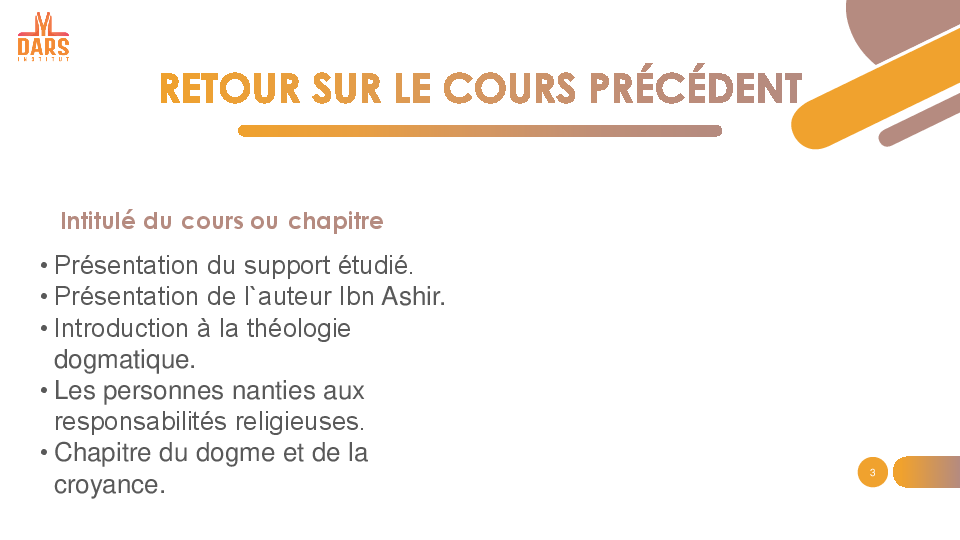 DARS
INSTITUT
RETOUR SUR LE COURS PRÉCÉDENT
Intitulé du cours ou chapitre
• Présentation du support étudié.
• Présentation de l`auteur Ibn Ashir.
• Introduction à la théologie
dogmatique.
• Les personnes nanties aux
responsabilités religieuses.
• Chapitre du dogme et de la
croyance.
3